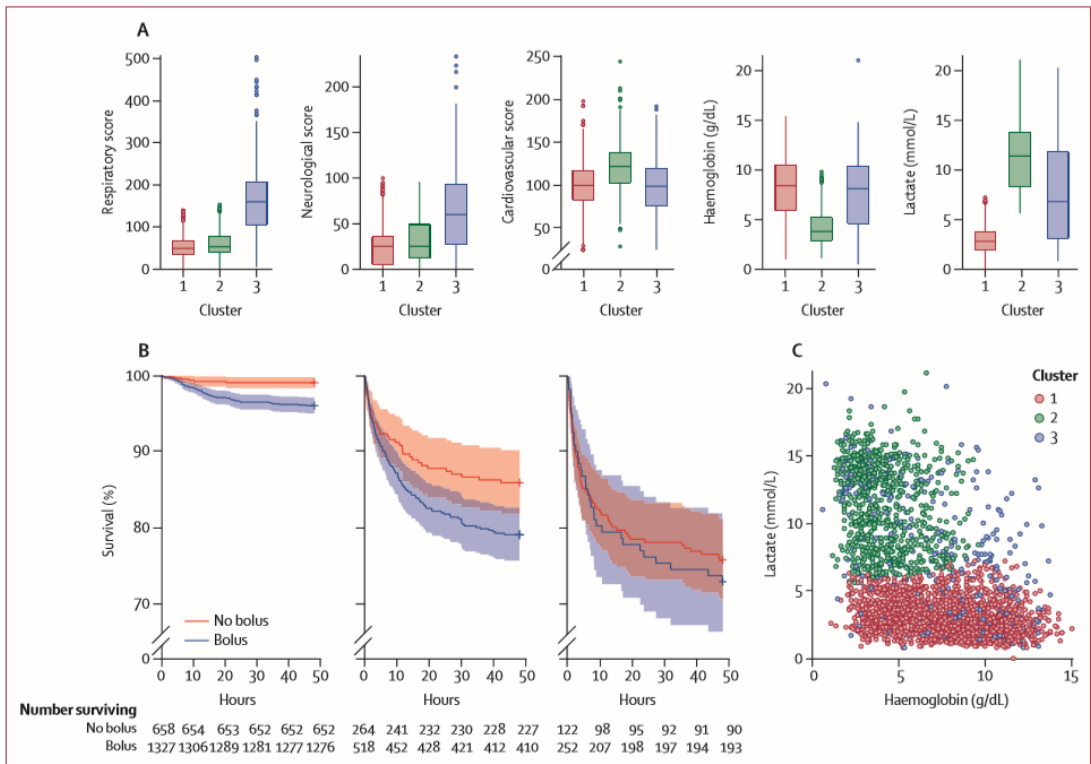 A
500
400
300
200
100
0
Respiratory score
1 2 3
Cluster
200
150
100
50
0
Neurological score
1 2 3
Cluster
250
200
150
100
50
0
Cardiovascular score
1 2 3
Cluster
20
15
10
5
0
Haemoglobin (g/dL)
1 2 3
Cluster
20
15
10
5
0
Lactate (mmol/L)
1 2 3
Cluster
B
100
90
80
70
0
Survival (%)
No bolus
Bolus
0 10 20 30 40 50
Hours
0 10 20 30 40 50
Hours
0 10 20 30 40 50
Hours
Number surviving
No bolus 658 654 653 652 652 652 264 241 232 230 228 227 122 98 95 92 91 90
Bolus 1327 1306 1289 1281 1277 1276 518 452 428 421 412 410 252 207 198 197 194 193
C
Cluster
1
2
3
20
15
10
5
0
Lactate (mmol/L)
0 5 10 15
Haemoglobin (g/dL)